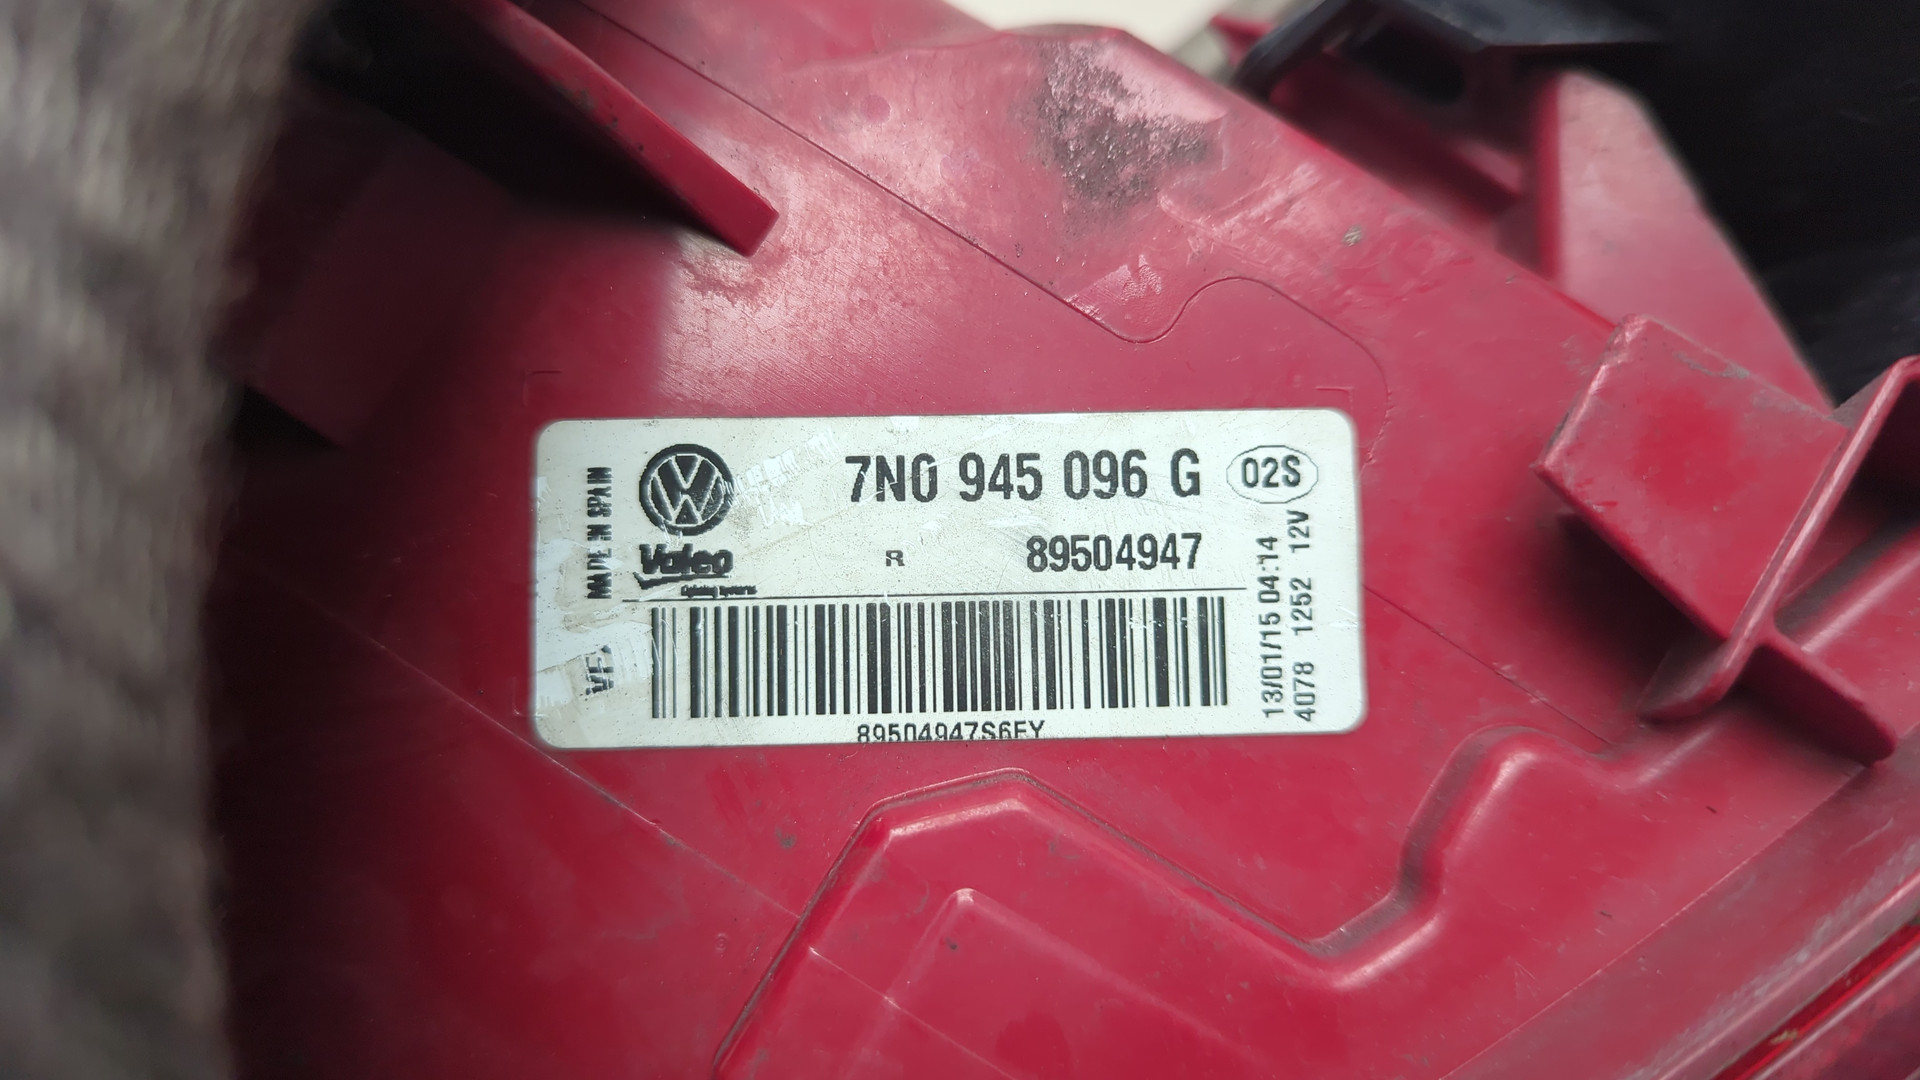 7N0 945 096 G 02S
MADE IN SPAIN
Valeo
R 89504947
89504947S6EY
13/01/15 04:14
4078 1252 12V